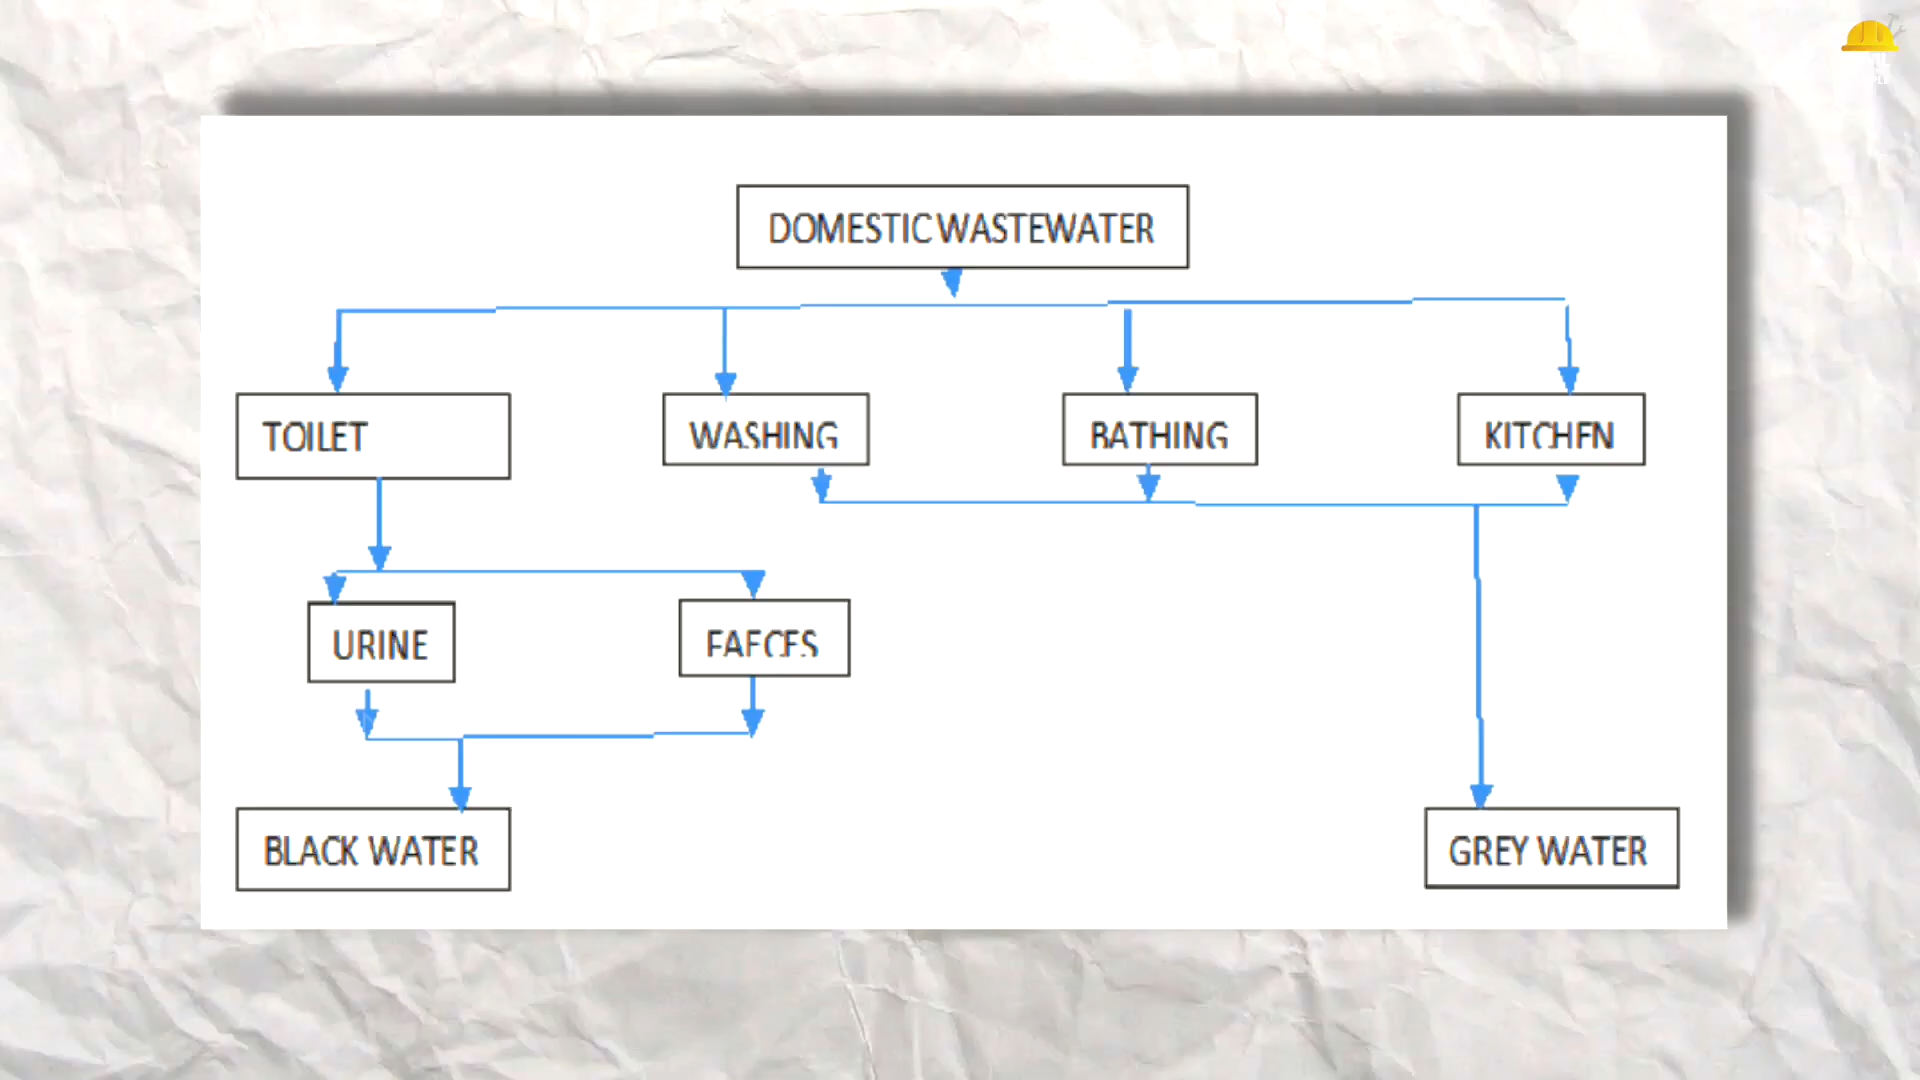 DOMESTIC WASTEWATER
TOILET
WASHING
BATHING
KITCHEN
URINE
FAECES
BLACK WATER
GREY WATER